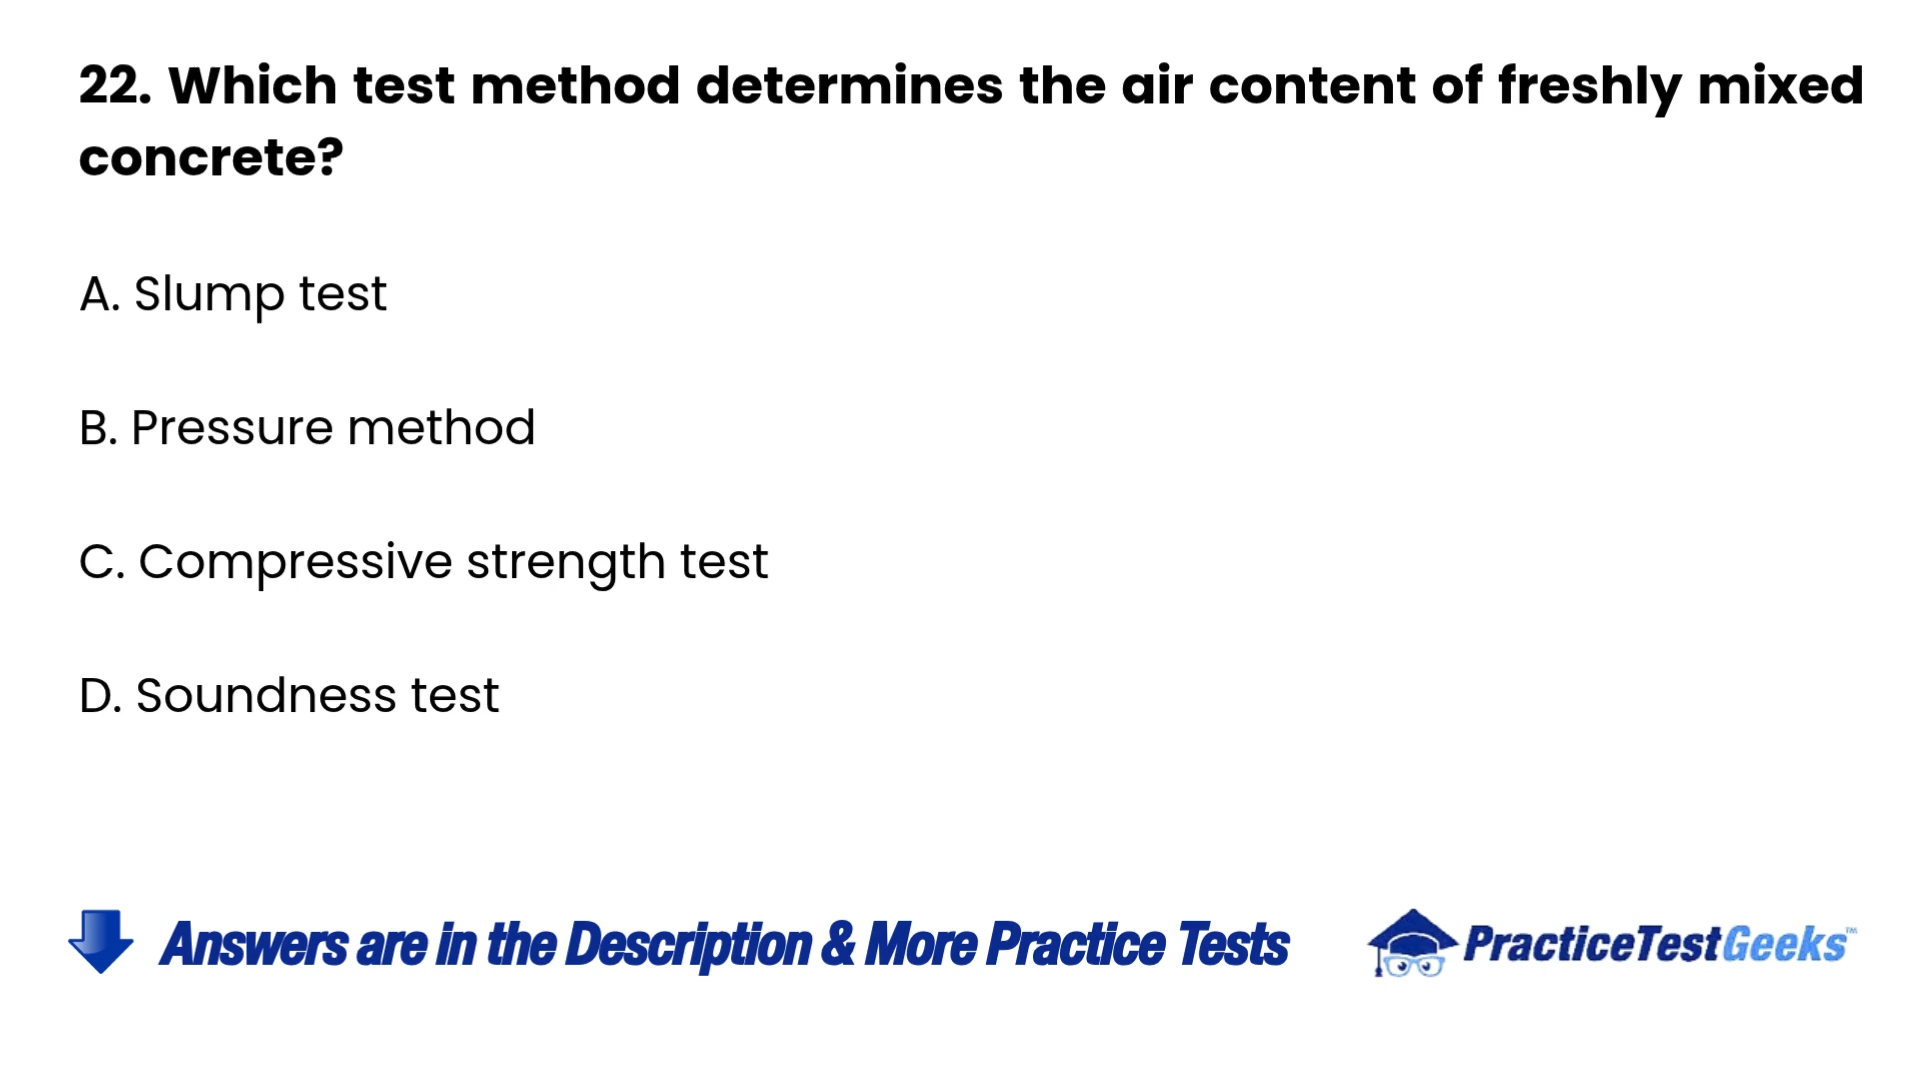 22. Which test method determines the air content of freshly mixed
concrete?
A. Slump test
B. Pressure method
C. Compressive strength test
D. Soundness test
Answers are in the Description & More Practice Tests
PracticeTestGeeks™